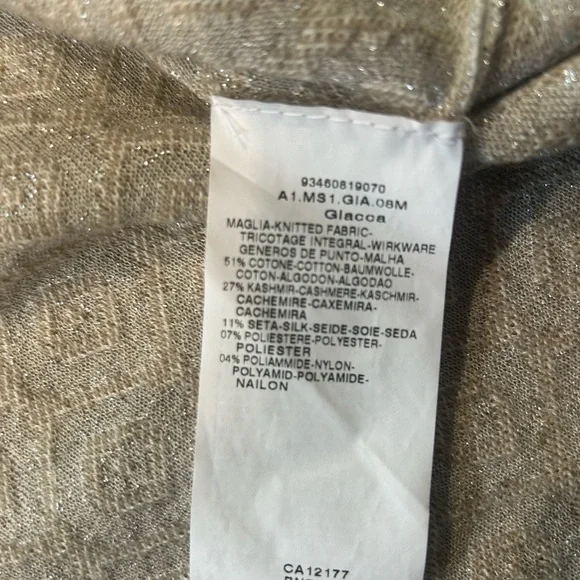 93460819070
A1.MS1.GIA.08M
Giacca
MAGLIA-KNITTED FABRIC-
TRICOTAGE INTEGRAL-WIRKWARE
GENEROS DE PUNTO-MALHA
51% COTONE-COTTON-BAUMWOLLE-
COTON-ALGODON-ALGODAO
27% KASHMIR-CASHMERE-KASCHMIR-
CACHEMIRE-CAXEMIRA-
CACHEMIRA
11% SETA-SILK-SEIDE-SOIE-SEDA
07% POLIESTERE-POLYESTER-
POLIESTER
04% POLIAMMIDE-NYLON-
POLYAMID-POLYAMIDE-
NAILON
CA12177